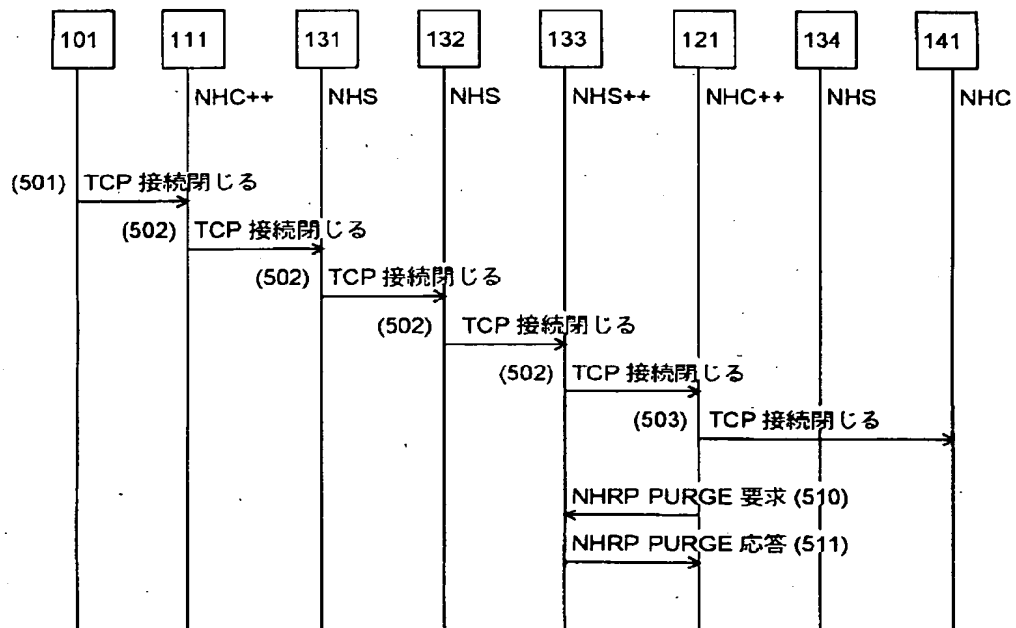 101 111 131 132 133 121 134 141
NHC++ NHS NHS NHS++ NHC++ NHS NHC
(501) TCP 接続閉じる
(502) TCP 接続閉じる
(502) TCP 接続閉じる
(502) TCP 接続閉じる
(502) TCP 接続閉じる
(503) TCP 接続閉じる
NHRP PURGE 要求 (510)
NHRP PURGE 応答 (511)